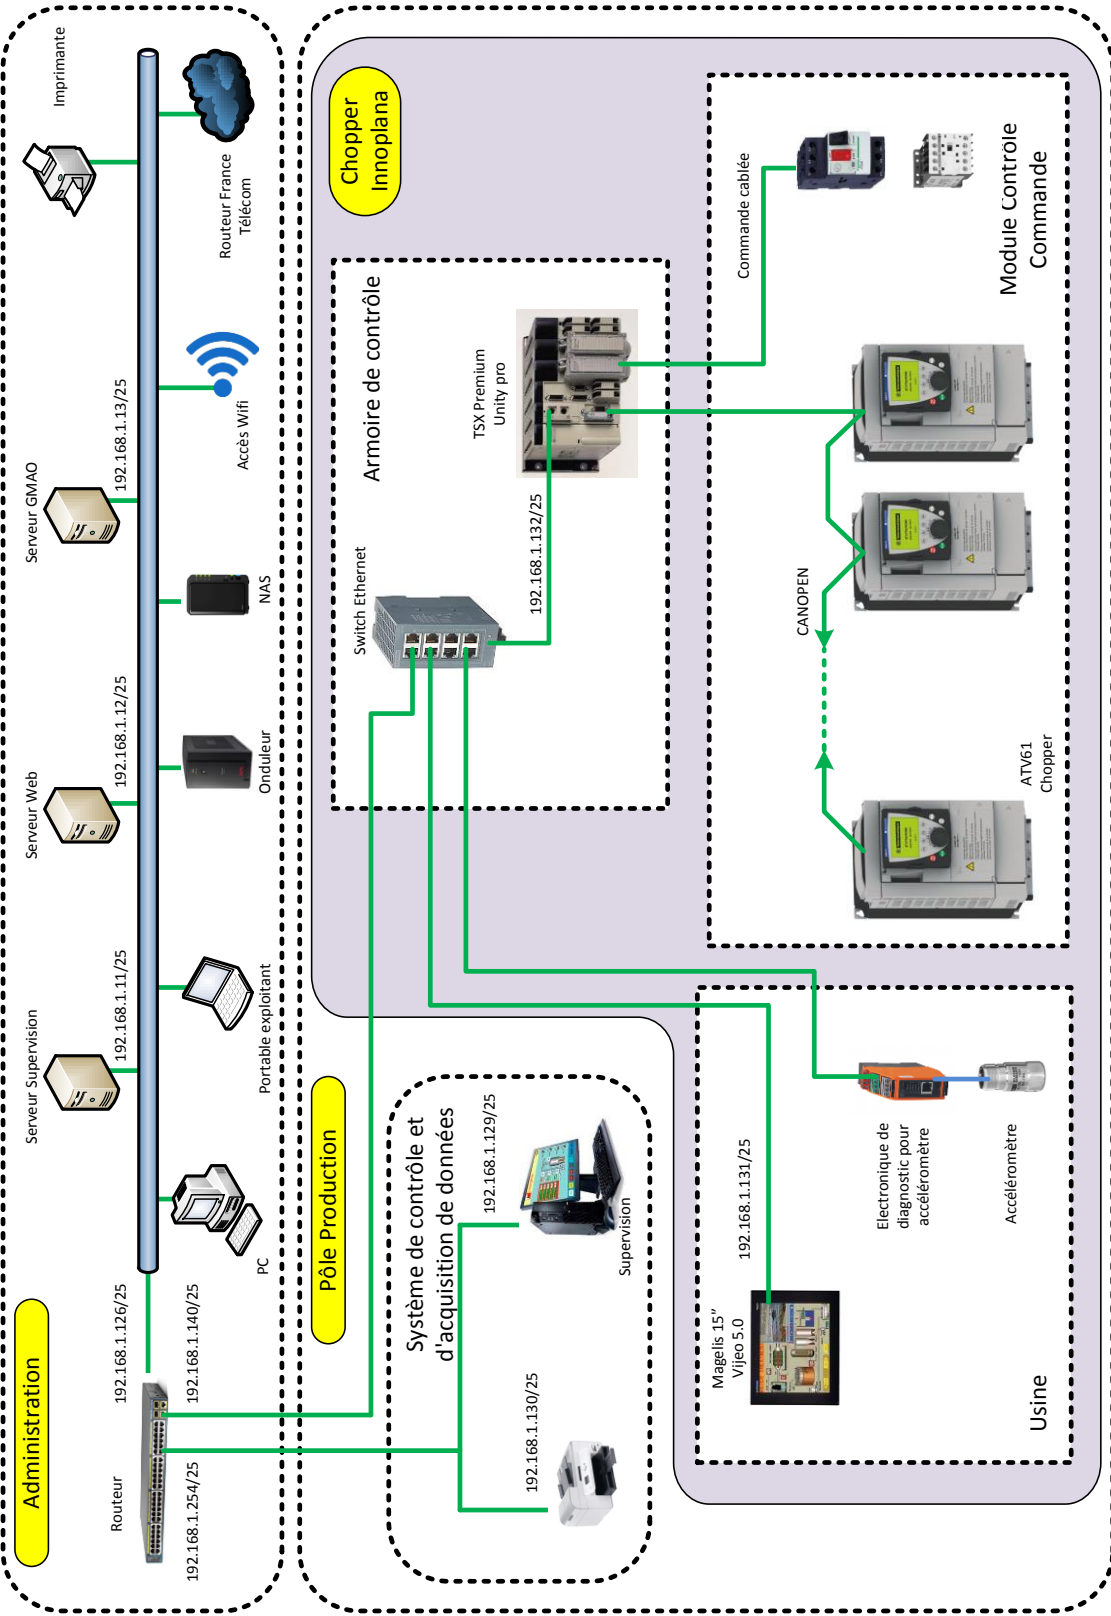 Administration
Routeur
192.168.1.254/25
192.168.1.126/25
192.168.1.140/25
PC
Serveur Supervision
192.168.1.11/25
Portable exploitant
Serveur Web
192.168.1.12/25
Onduleur
NAS
Serveur GMAO
192.168.1.13/25
Accès Wifi
Imprimante
Routeur France
Télécom
Pôle Production
Système de contrôle et
d'acquisition de données
192.168.1.130/25
192.168.1.129/25
Supervision
Chopper
Innoplana
Armoire de contrôle
Switch Ethernet
192.168.1.132/25
TSX Premium
Unity pro
Usine
Magelis 15’’
Vijeo 5.0
192.168.1.131/25
Electronique de
diagnostic pour
accéléromètre
Accéléromètre
Module Contrôle
Commande
Commande cablée
CANOPEN
ATV61
Chopper